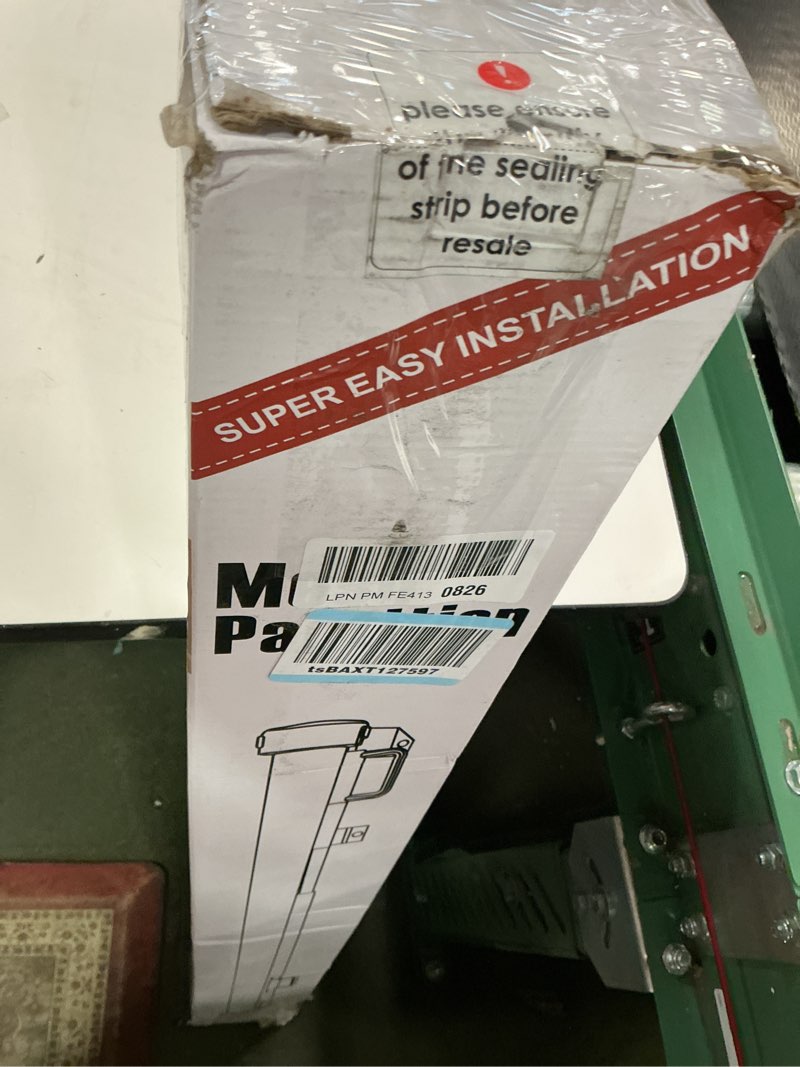 !
please ensure
of the sealing
strip before
resale
SUPER EASY INSTALLATION
LPN PM FE413 0826
tsBAXT127597